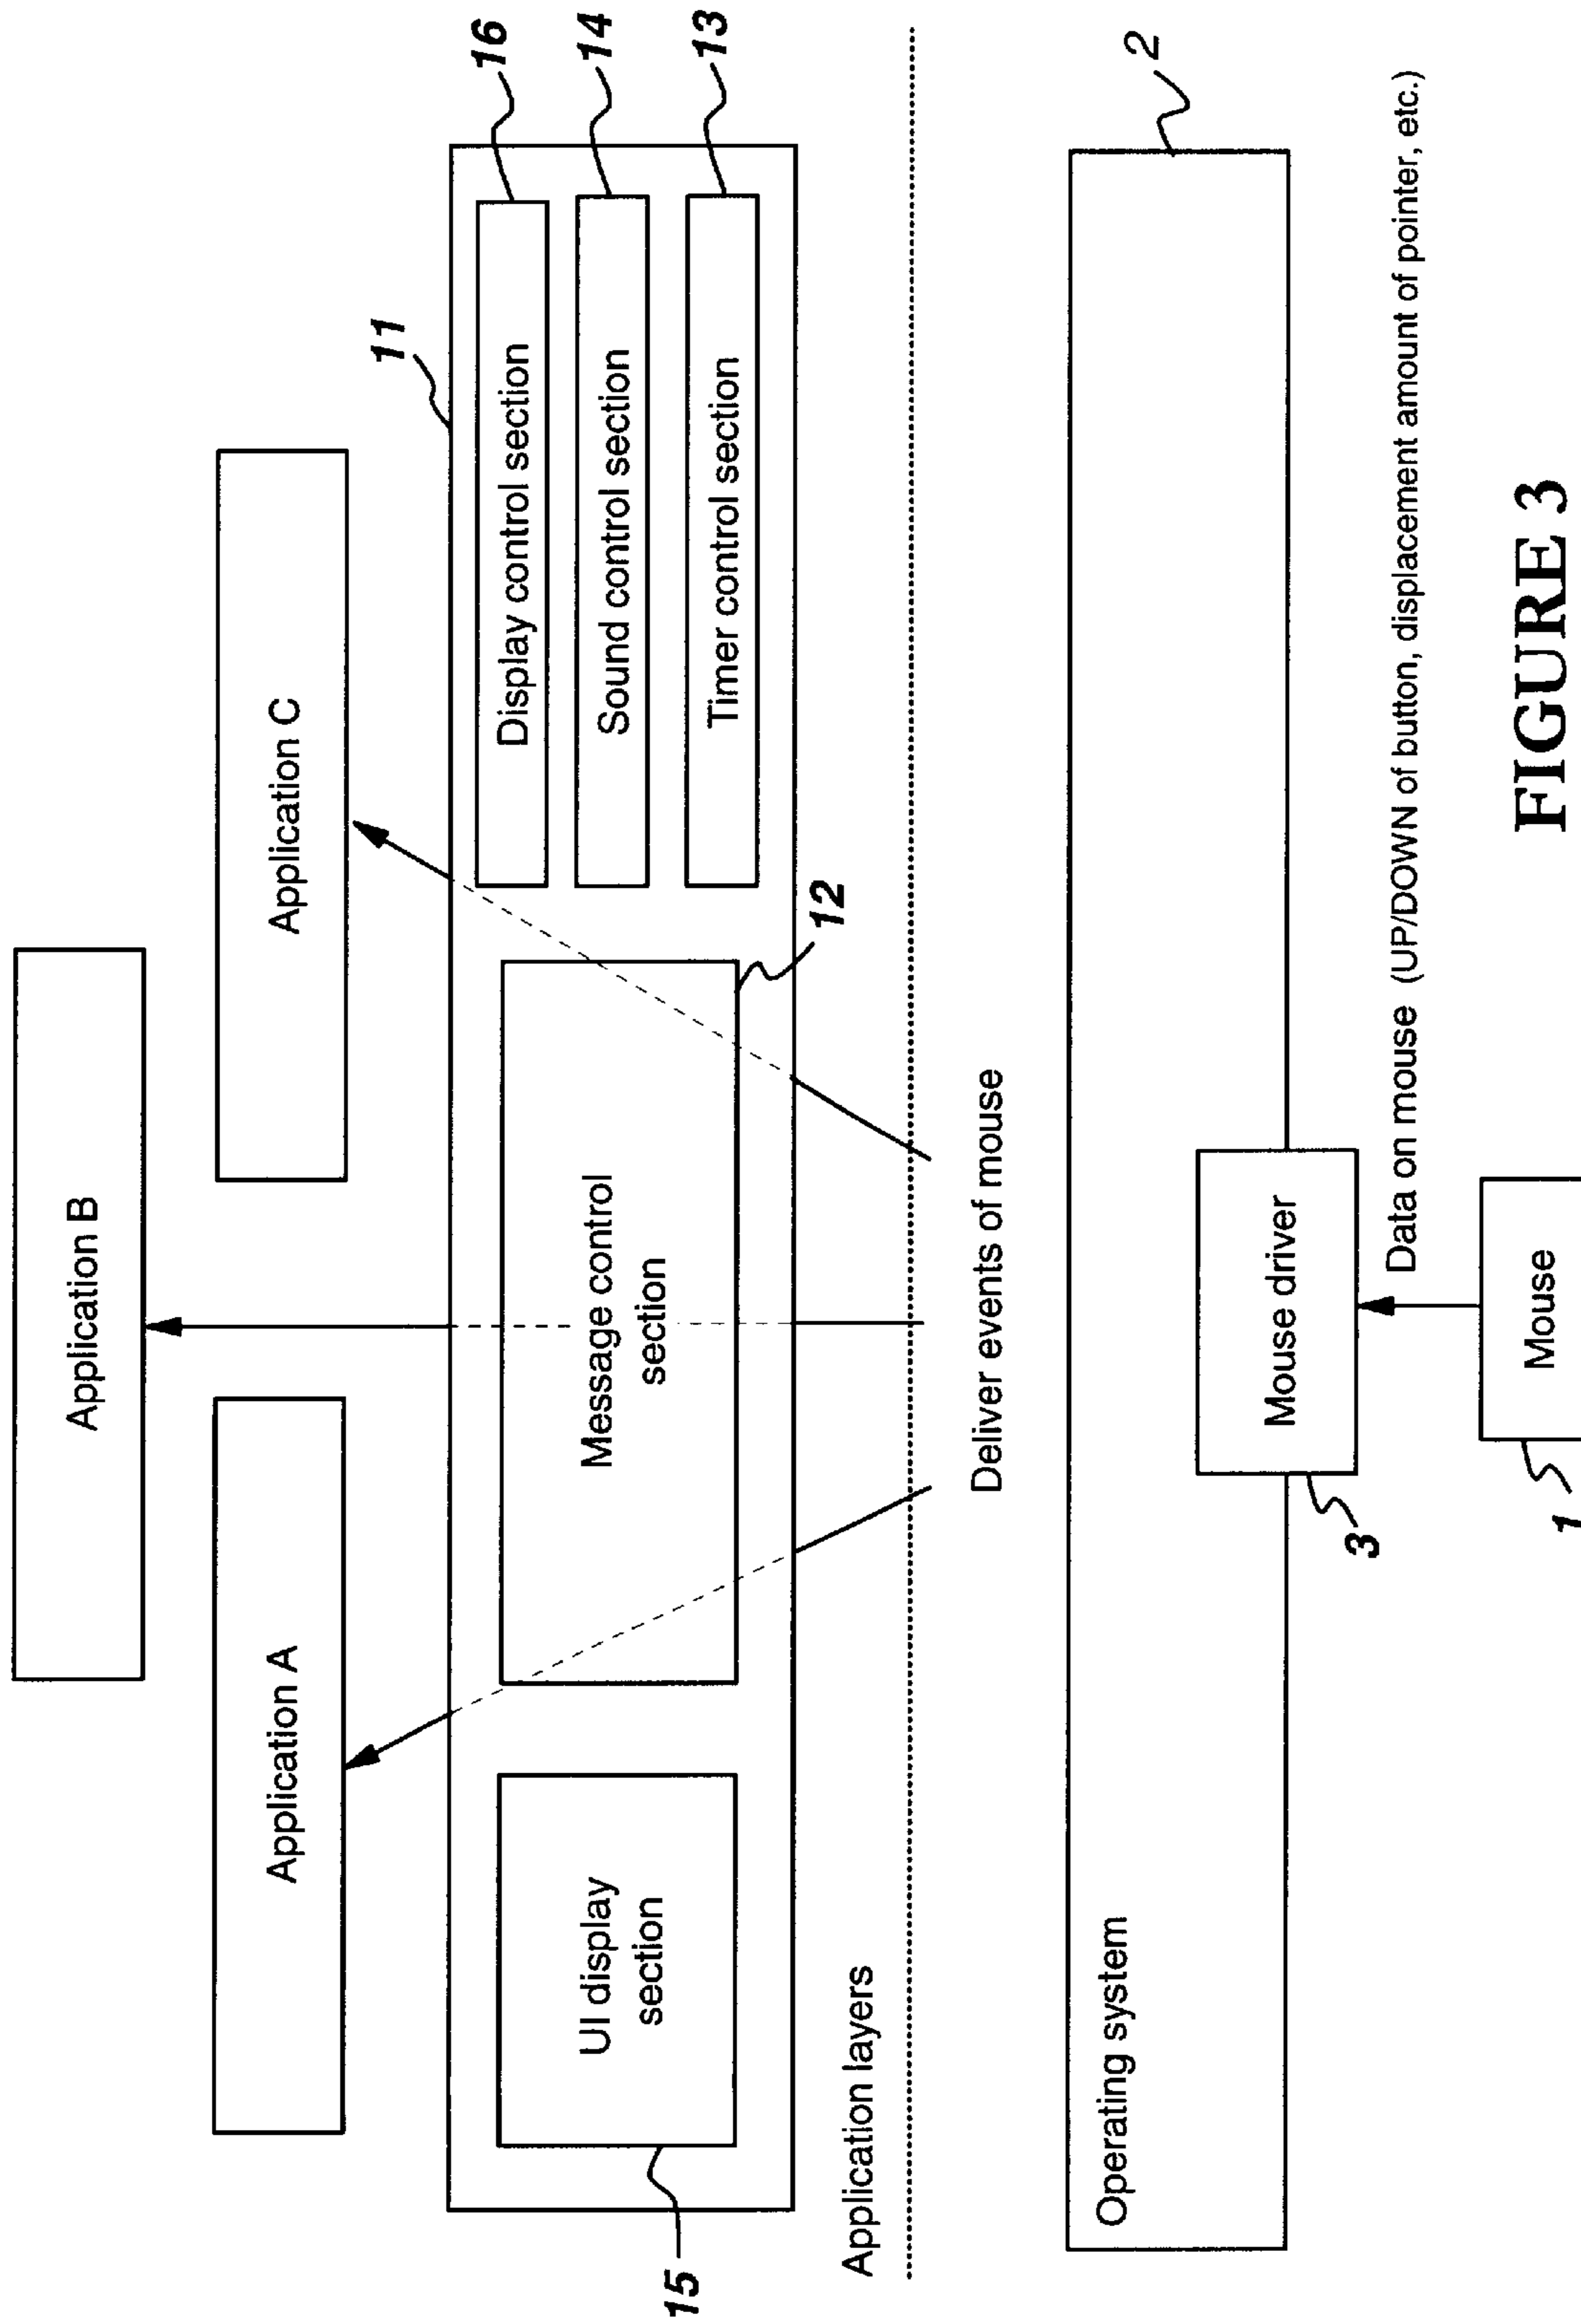 Application B
Application A
Application C
11
16
Display control section
14
Sound control section
13
Timer control section
UI display
section
15
Message control
section
12
Application layers
Deliver events of mouse
Operating system
2
Mouse driver
3
Data on mouse (UP/DOWN of button, displacement amount of pointer, etc.)
Mouse
1
FIGURE 3